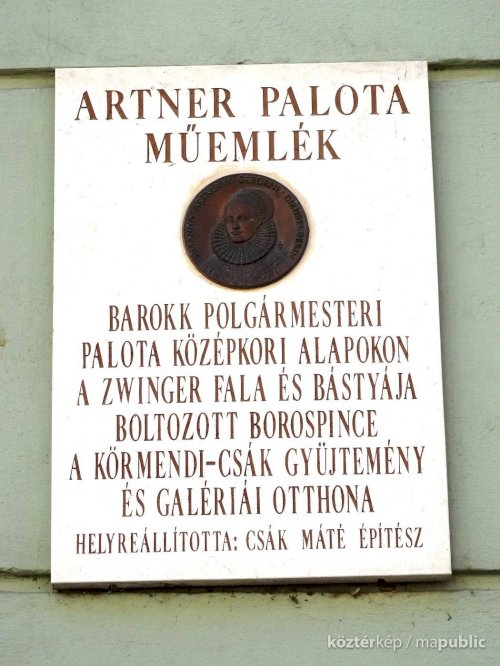 ARTNER PALOTA
MŰEMLÉK
BAROKK POLGÁRMESTERI
PALOTA KÖZÉPKORI ALAPOKON
A ZWINGER FALA ÉS BÁSTYÁJA
BOLTOZOTT BOROSPINCE
A KÖRMENDI-CSÁK GYÜJTEMÉNY
ÉS GALÉRIÁI OTTHONA
HELYREÁLLÍTOTTA: CSÁK MÁTÉ ÉPÍTÉSZ
köztérkép / mapublic